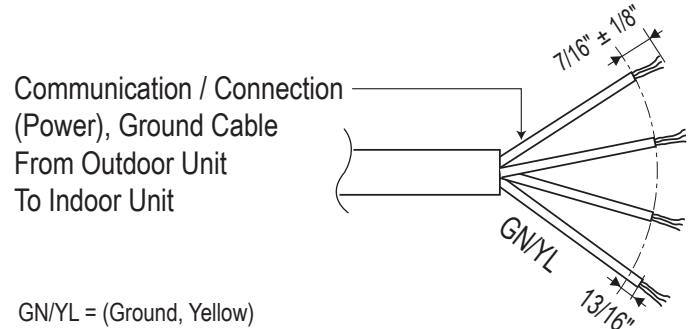 7/16" ± 1/8"
Communication / Connection
(Power), Ground Cable
From Outdoor Unit
To Indoor Unit
GN/YL
13/16"
GN/YL = (Ground, Yellow)